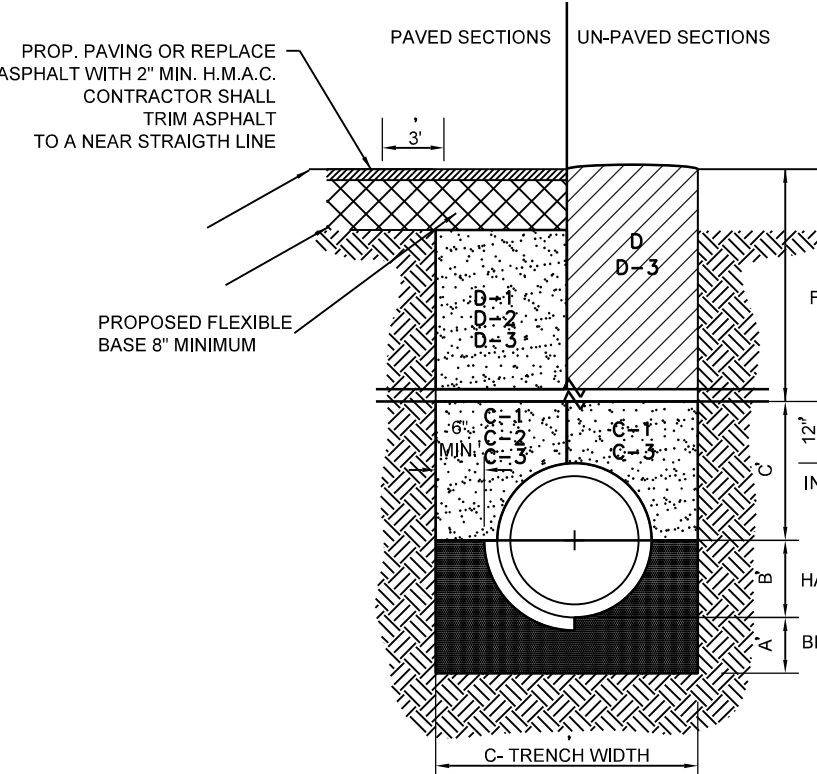 PAVED SECTIONS
UN-PAVED SECTIONS
PROP. PAVING OR REPLACE
ASPHALT WITH 2" MIN. H.M.A.C.
CONTRACTOR SHALL
TRIM ASPHALT
TO A NEAR STRAIGTH LINE
3'
D
D-3
D-1
D-2
D-3
F
PROPOSED FLEXIBLE
BASE 8" MINIMUM
6"
MIN.
C-1
C-2
C-3
C-1
C-3
C'
12"
IN
B'
HA
A'
C- TRENCH WIDTH